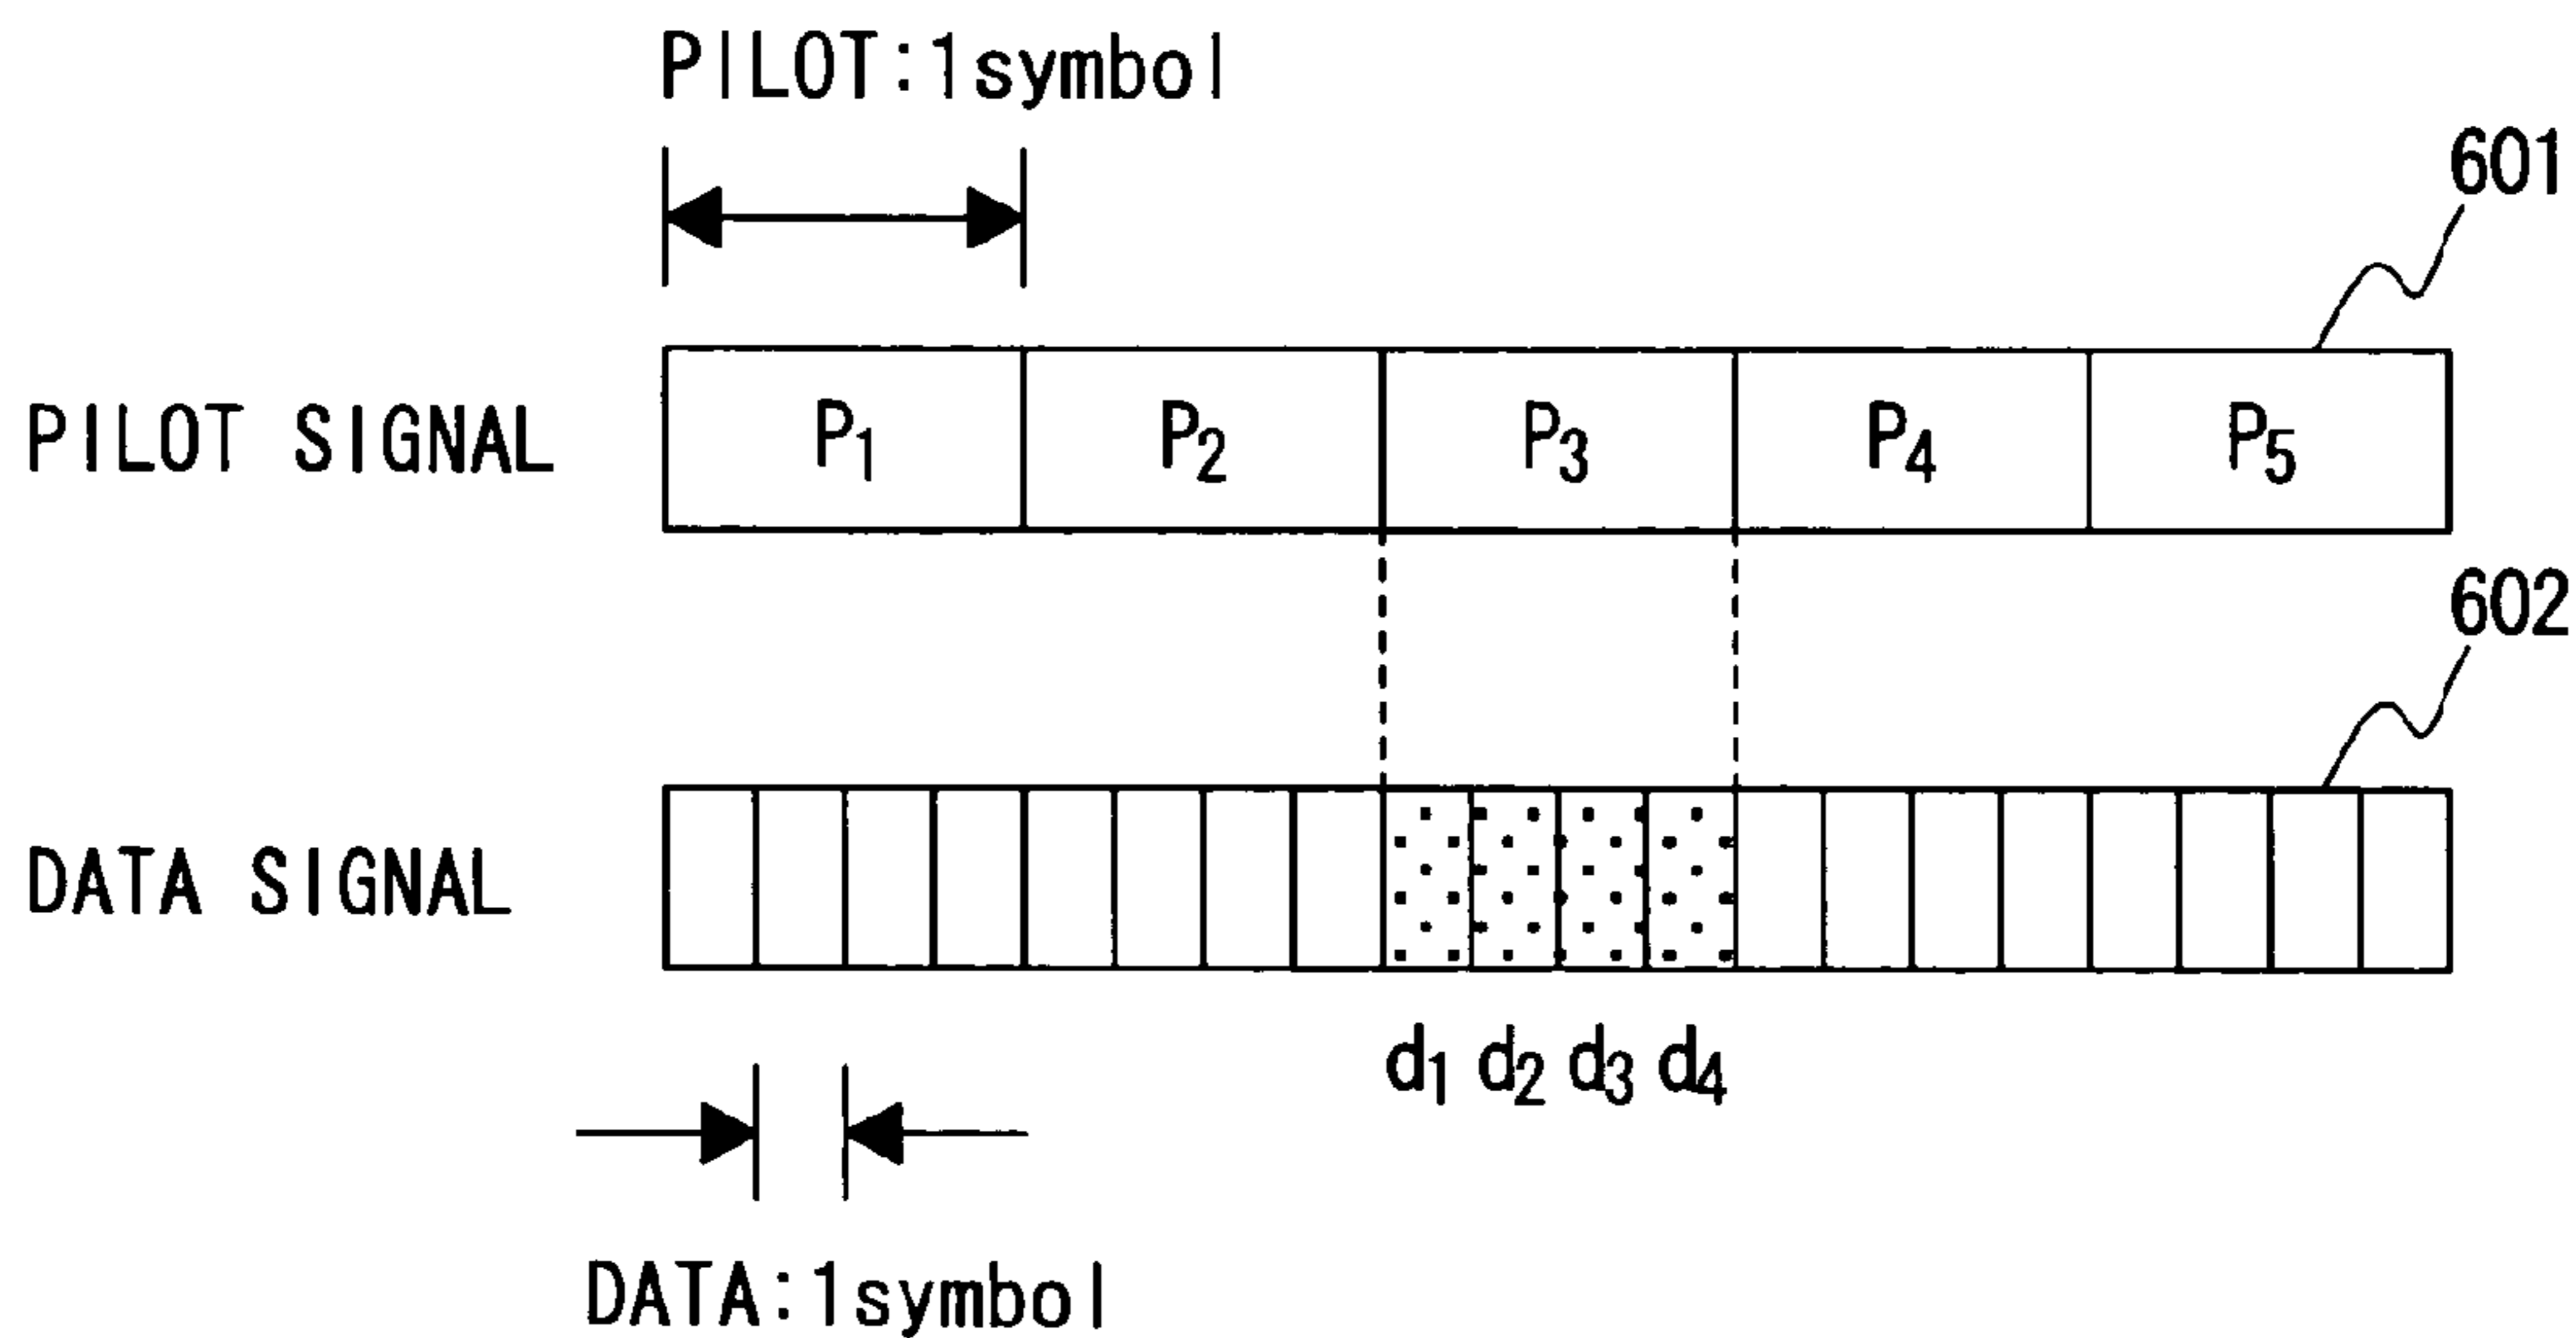 PILOT:1symbol
601
PILOT SIGNAL P1 P2 P3 P4 P5
602
DATA SIGNAL
d1 d2 d3 d4
DATA:1symbol